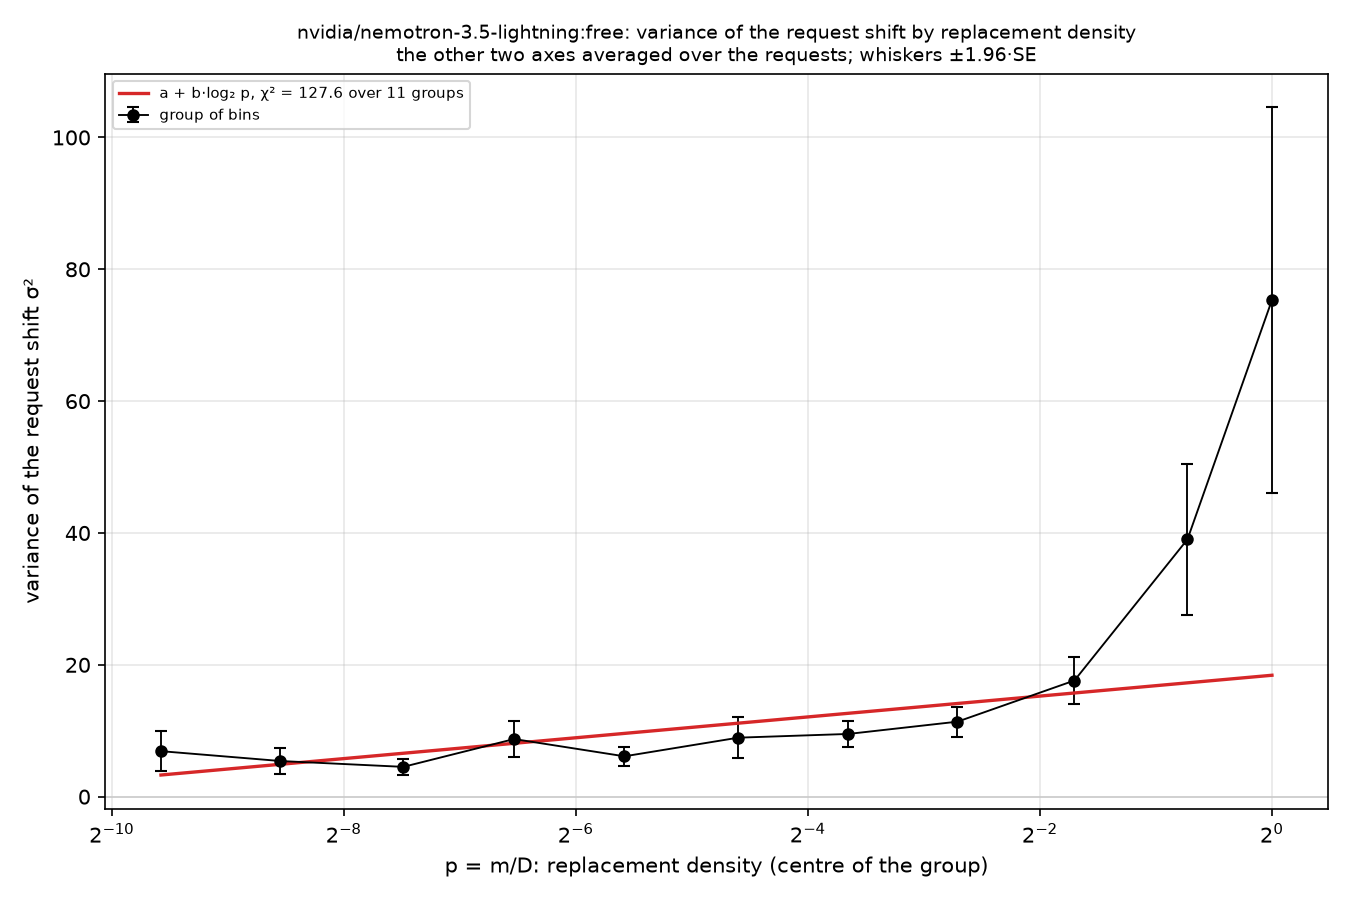 nvidia/nemotron-3.5-lightning:free: variance of the request shift by replacement density
the other two axes averaged over the requests; whiskers ±1.96·SE
a + b·log₂ p, χ² = 127.6 over 11 groups
group of bins
variance of the request shift σ²
100
80
60
40
20
0
2⁻¹⁰
2⁻⁸
2⁻⁶
2⁻⁴
2⁻²
2⁰
p = m/D: replacement density (centre of the group)